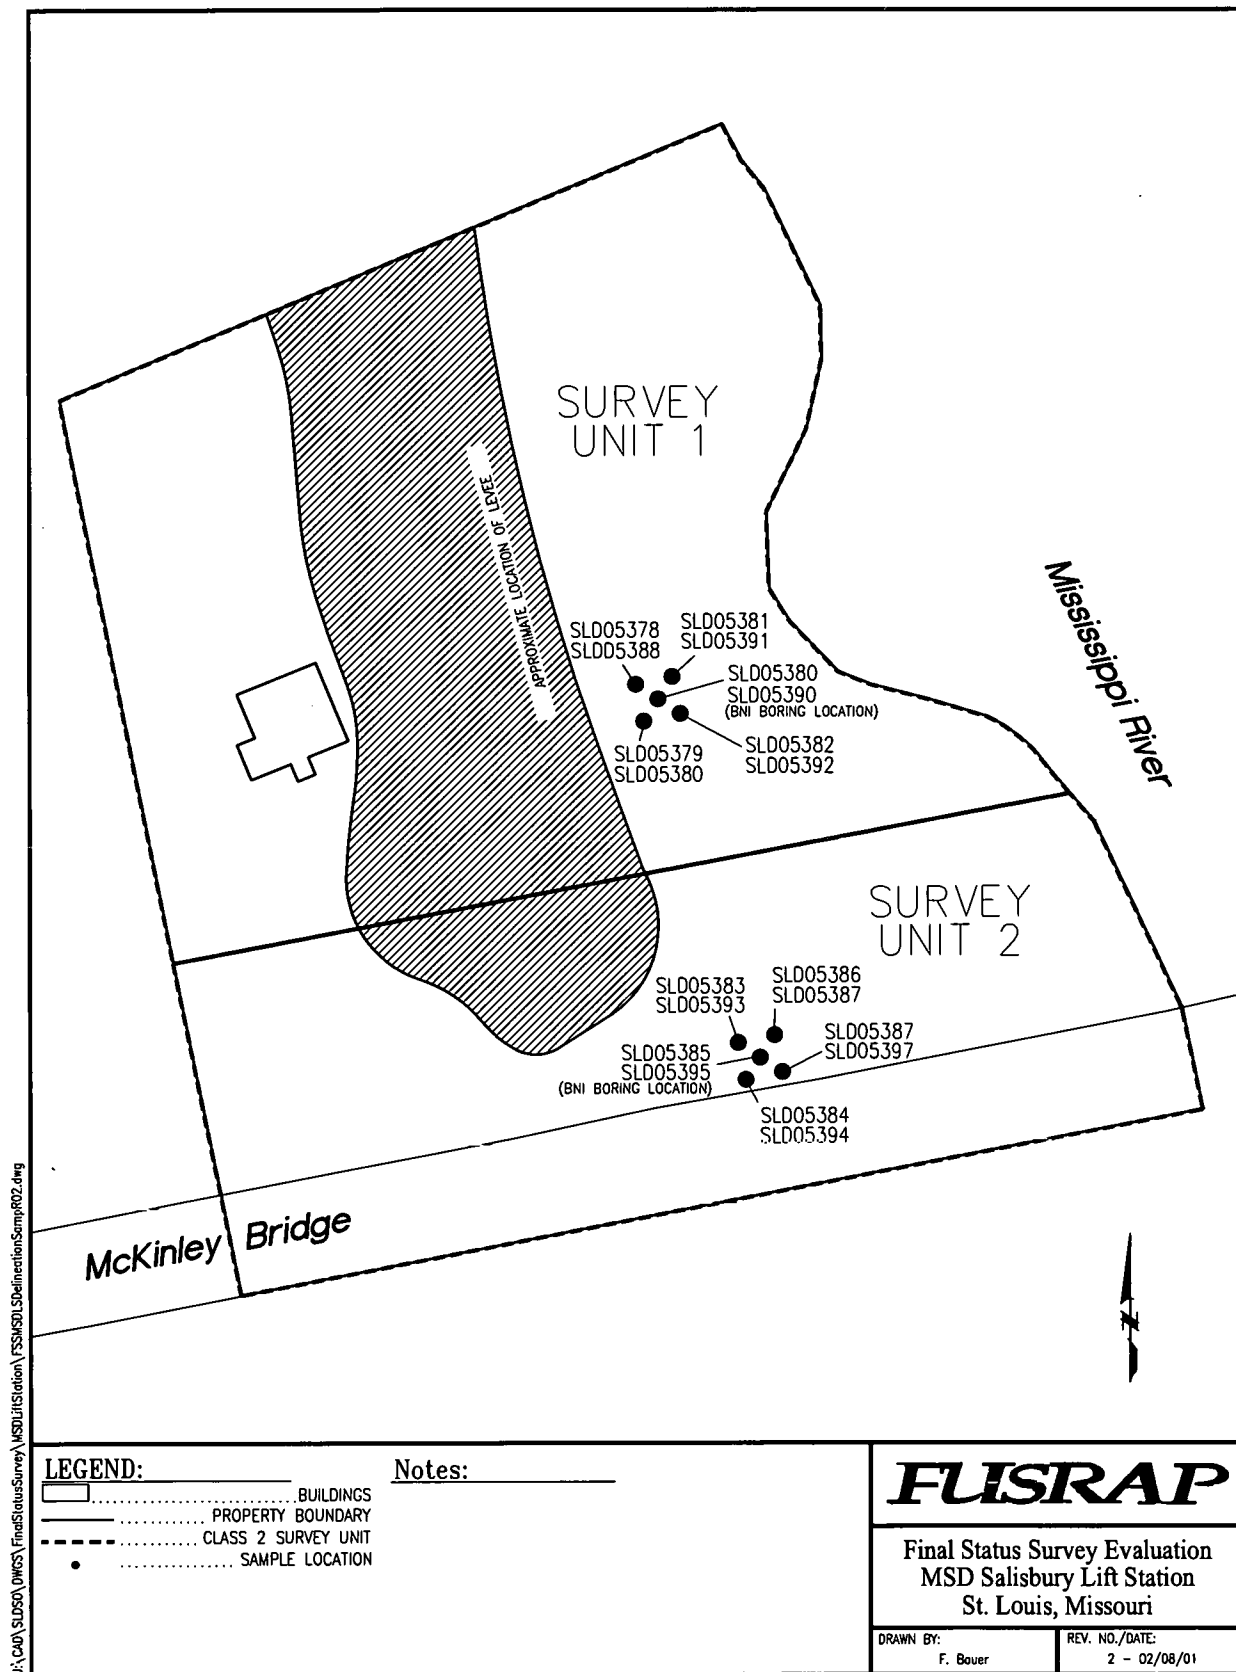 SURVEY
UNIT 1
APPROXIMATE LOCATION OF LEVEE
Mississippi River
SLD05378
SLDD5388
SLD05381
SLD05391
SLD05380
SLD05390
(BNI BORING LOCATION)
SLD05379
SLD05380
SLD05382
SLD05392
SURVEY
UNIT 2
SLD05383
SLD05393
SLD05386
SLD05387
SLD05385
SLD05395
(BNI BORING LOCATION)
SLD05387
SLD05397
SLD05384
SLD05394
McKinley Bridge
N
LEGEND:
BUILDINGS
PROPERTY BOUNDARY
CLASS 2 SURVEY UNIT
SAMPLE LOCATION
Notes:
FUSRAP
Final Status Survey Evaluation
MSD Salisbury Lift Station
St. Louis, Missouri
DRAWN BY:
F. Bauer
REV. NO./DATE:
2 - 02/08/01